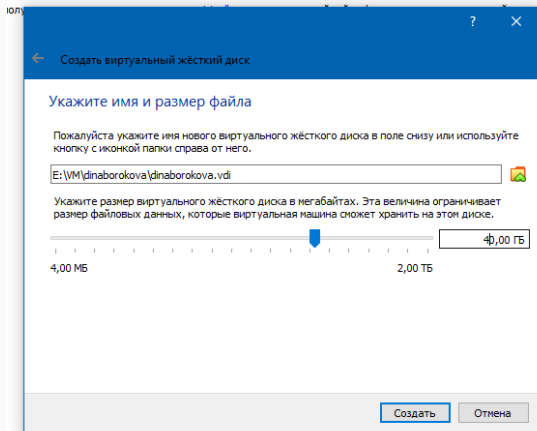 ? ×
Создать виртуальный жёсткий диск
Укажите имя и размер файла
Пожалуйста укажите имя нового виртуального жёсткого диска в поле снизу или используйте
кнопку с иконкой папки справа от него.
E:\VM\dinaborokova\dinaborokova.vdi
Укажите размер виртуального жёсткого диска в мегабайтах. Эта величина ограничивает
размер файловых данных, которые виртуальная машина сможет хранить на этом диске.
40,00 ГБ
4,00 МБ 2,00 ТБ
Создать Отмена